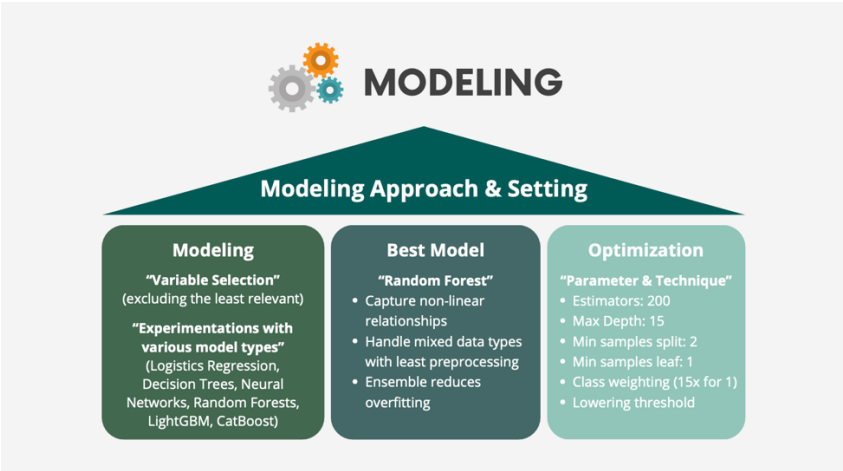 MODELING
Modeling Approach & Setting
Modeling
“Variable Selection”
(excluding the least relevant)
“Experimentations with
various model types”
(Logistics Regression,
Decision Trees, Neural
Networks, Random Forests,
LightGBM, CatBoost)
Best Model
“Random Forest”
• Capture non-linear
relationships
• Handle mixed data types
with least preprocessing
• Ensemble reduces
overfitting
Optimization
“Parameter & Technique”
• Estimators: 200
• Max Depth: 15
• Min samples split: 2
• Min samples leaf: 1
• Class weighting (15x for 1)
• Lowering threshold